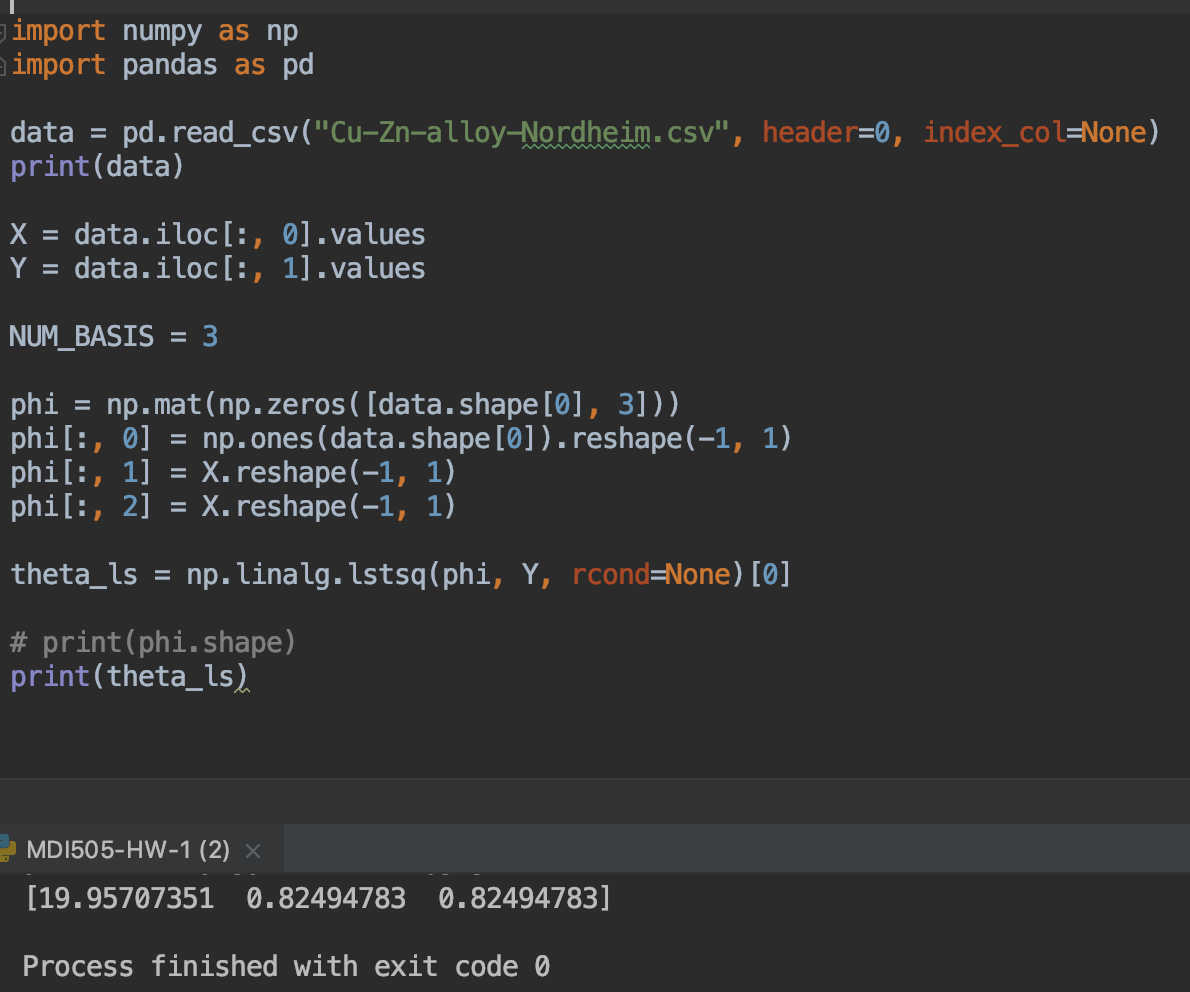 import numpy as np
import pandas as pd
data = pd.read_csv("Cu-Zn-alloy-Nordheim.csv", header=0, index_col=None)
print(data)
X = data.iloc[:, 0].values
Y = data.iloc[:, 1].values
NUM_BASIS = 3
phi = np.mat(np.zeros([data.shape[0], 3]))
phi[:, 0] = np.ones(data.shape[0]).reshape(-1, 1)
phi[:, 1] = X.reshape(-1, 1)
phi[:, 2] = X.reshape(-1, 1)
theta_ls = np.linalg.lstsq(phi, Y, rcond=None)[0]
# print(phi.shape)
print(theta_ls)
MDI505-HW-1 (2)
[19.95707351  0.82494783  0.82494783]
Process finished with exit code 0